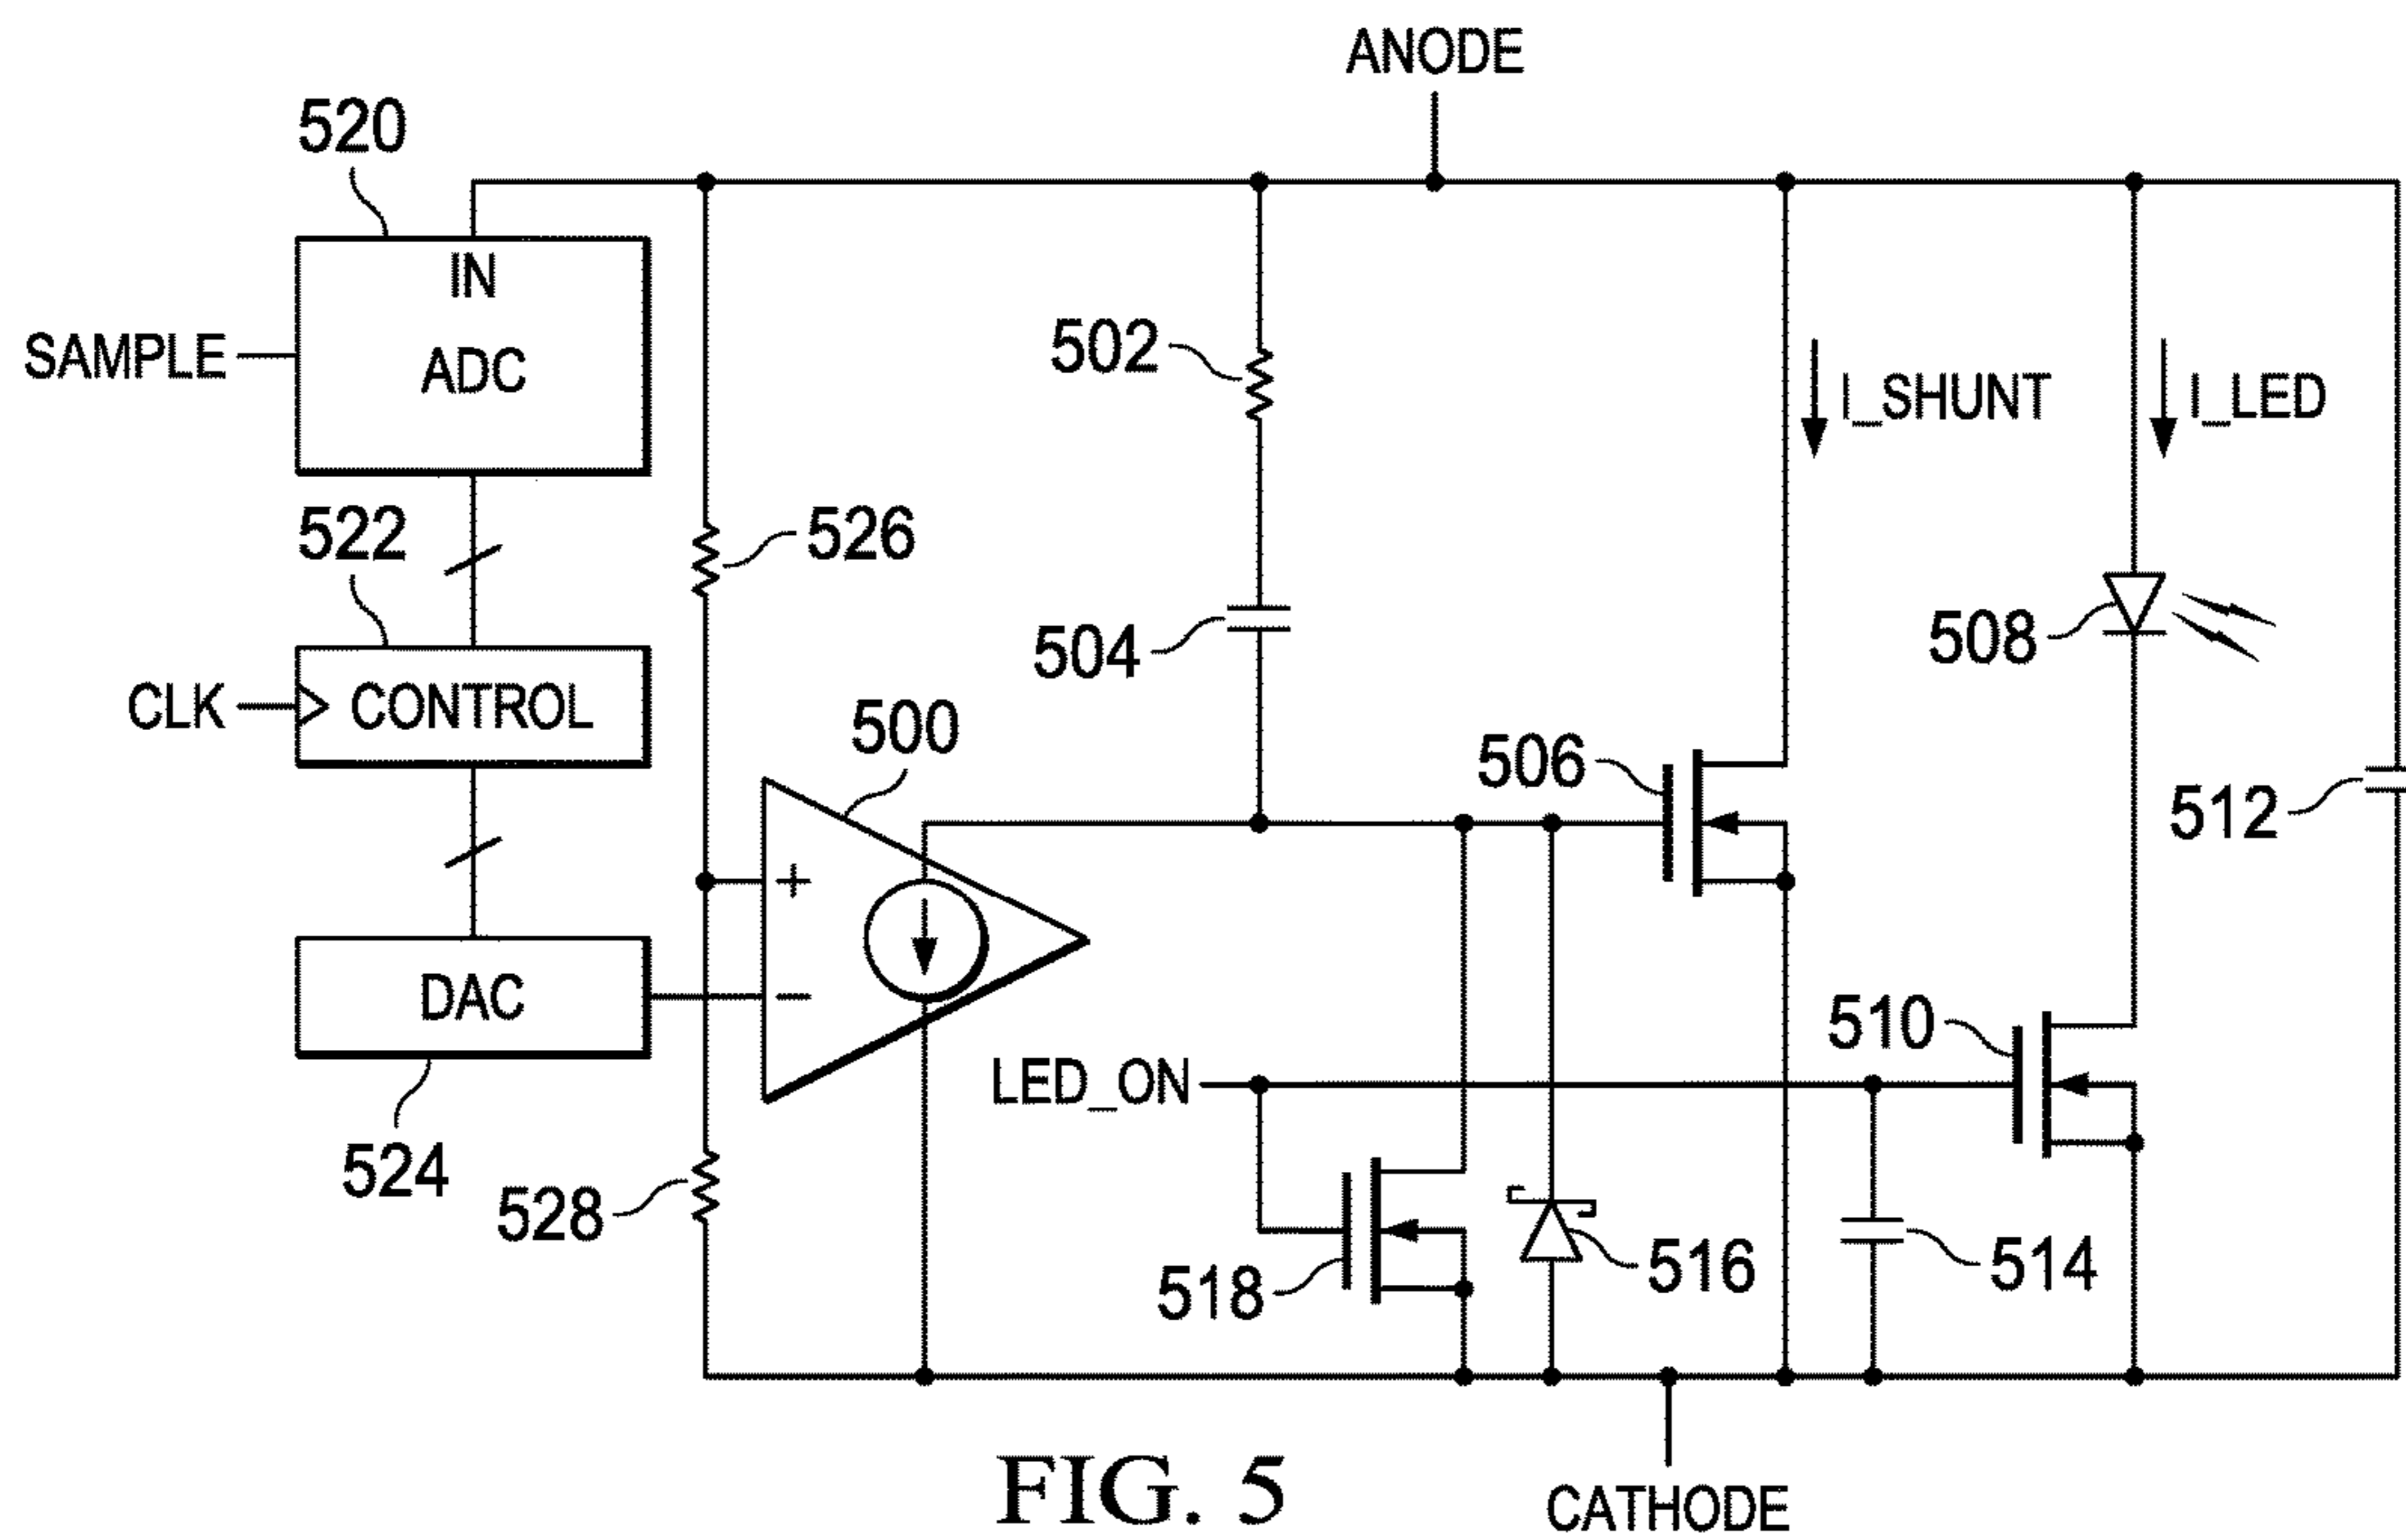 ANODE
520
IN
ADC
SAMPLE
502
I_SHUNT
I_LED
522
526
504
508
CLK
CONTROL
500
506
512
+
DAC
−
510
LED_ON
524
528
518
516
514
FIG. 5
CATHODE